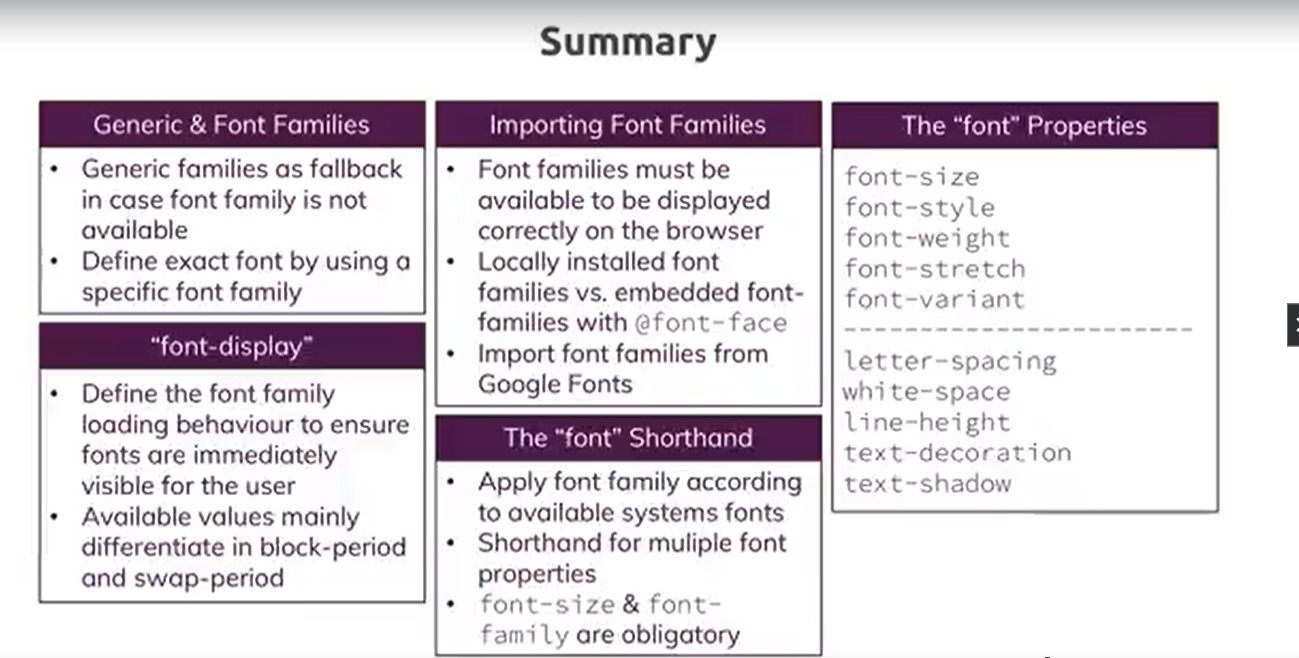 Summary
Generic & Font Families
• Generic families as fallback
in case font family is not
available
• Define exact font by using a
specific font family
"font-display"
• Define the font family
loading behaviour to ensure
fonts are immediately
visible for the user
• Available values mainly
differentiate in block-period
and swap-period
Importing Font Families
• Font families must be
available to be displayed
correctly on the browser
• Locally installed font
families vs. embedded font-
families with @font-face
• Import font families from
Google Fonts
The "font" Shorthand
• Apply font family according
to available systems fonts
• Shorthand for muliple font
properties
• font-size & font-
family are obligatory
The "font" Properties
font-size
font-style
font-weight
font-stretch
font-variant
-----------------------
letter-spacing
white-space
line-height
text-decoration
text-shadow